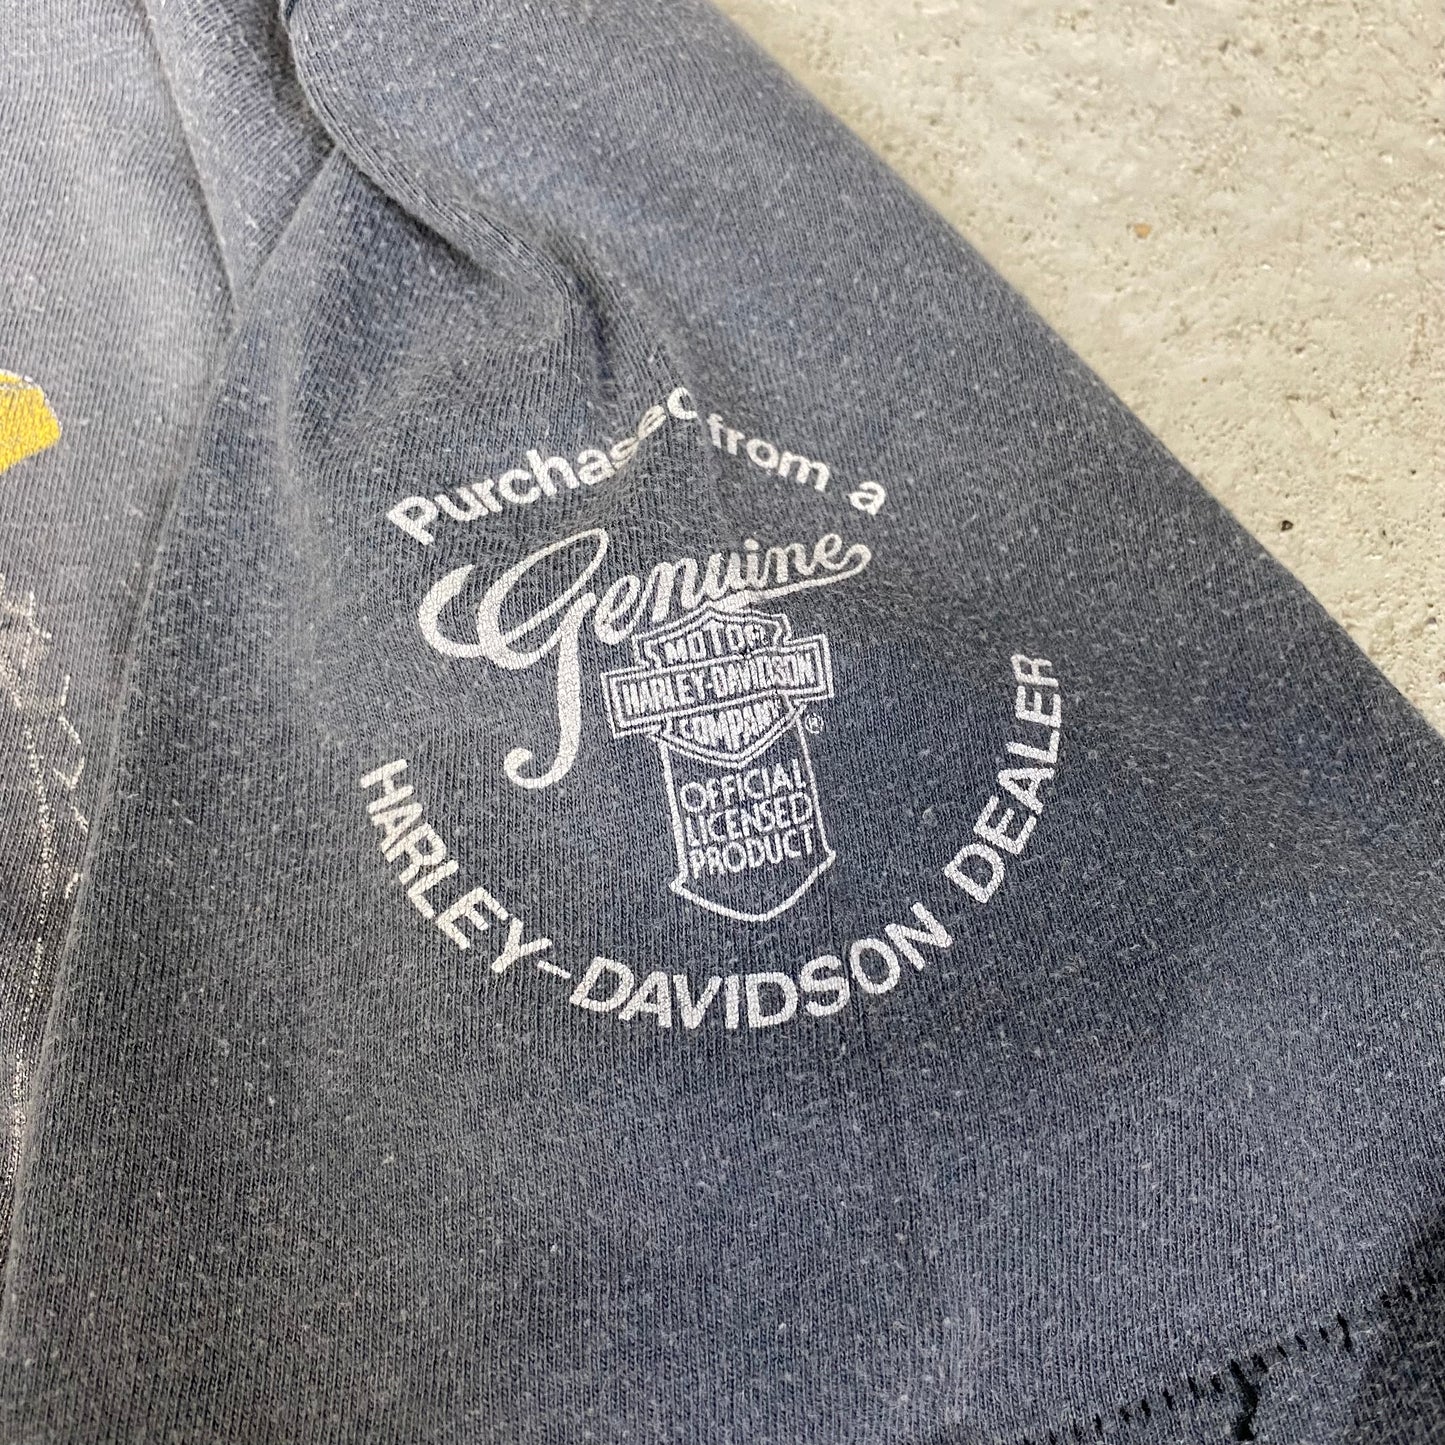 Purchased from a
Genuine
MOTOR
HARLEY-DAVIDSON
COMPANY
®
OFFICIAL
LICENSED
PRODUCT
HARLEY-DAVIDSON DEALER